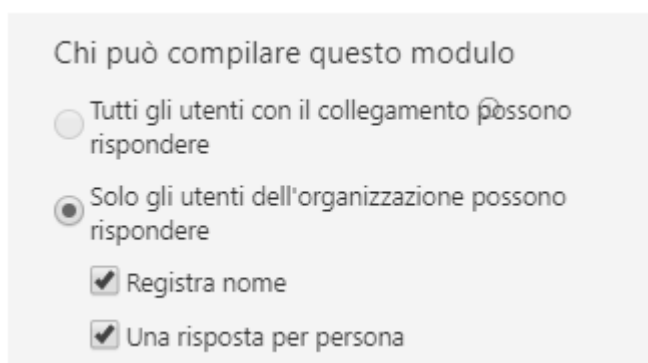 Chi può compilare questo modulo
Tutti gli utenti con il collegamento possono
rispondere
Solo gli utenti dell'organizzazione possono
rispondere
Registra nome
Una risposta per persona